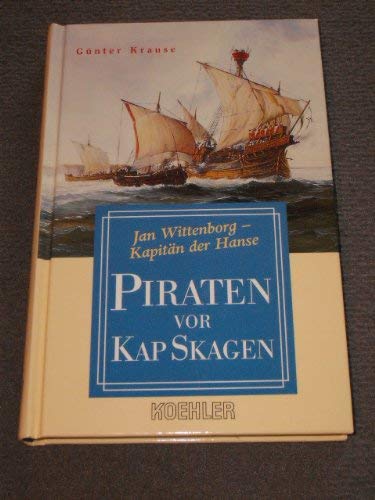 Günter Krause
Jan Wittenborg –
Kapitän der Hanse
PIRATEN
VOR
KAP SKAGEN
KOEHLER